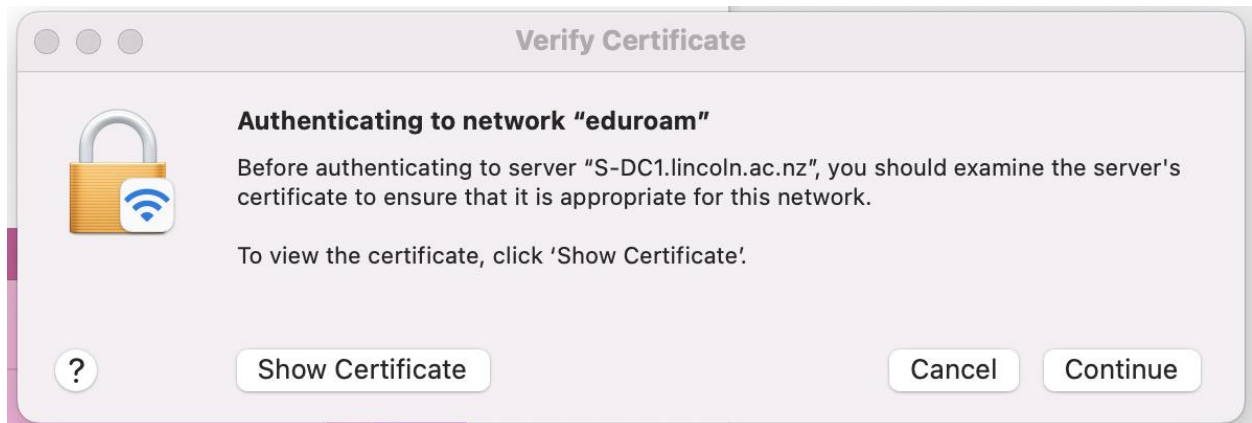 Verify Certificate
Authenticating to network “eduroam”
Before authenticating to server “S-DC1.lincoln.ac.nz”, you should examine the server's
certificate to ensure that it is appropriate for this network.
To view the certificate, click ‘Show Certificate’.
?
Show Certificate
Cancel
Continue